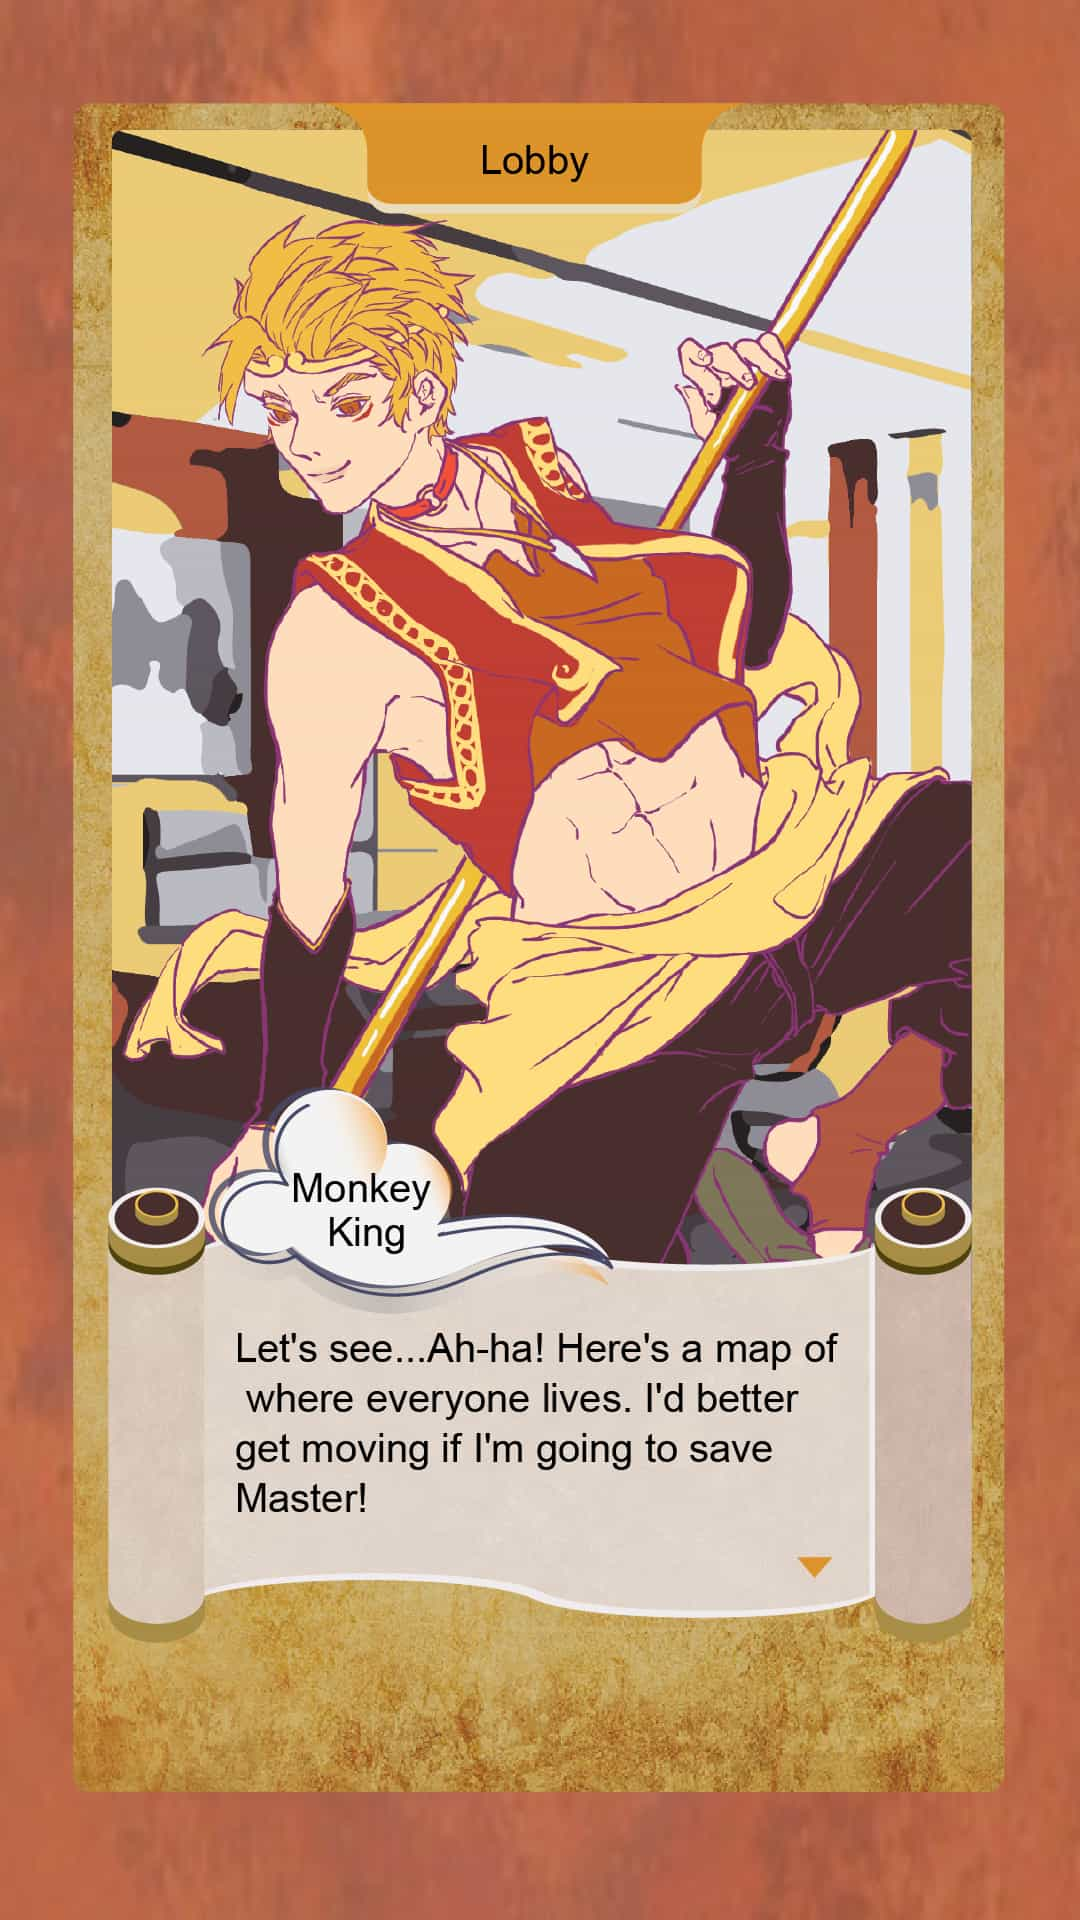 Lobby
Monkey
King
Let's see...Ah-ha! Here's a map of
where everyone lives. I'd better
get moving if I'm going to save
Master!